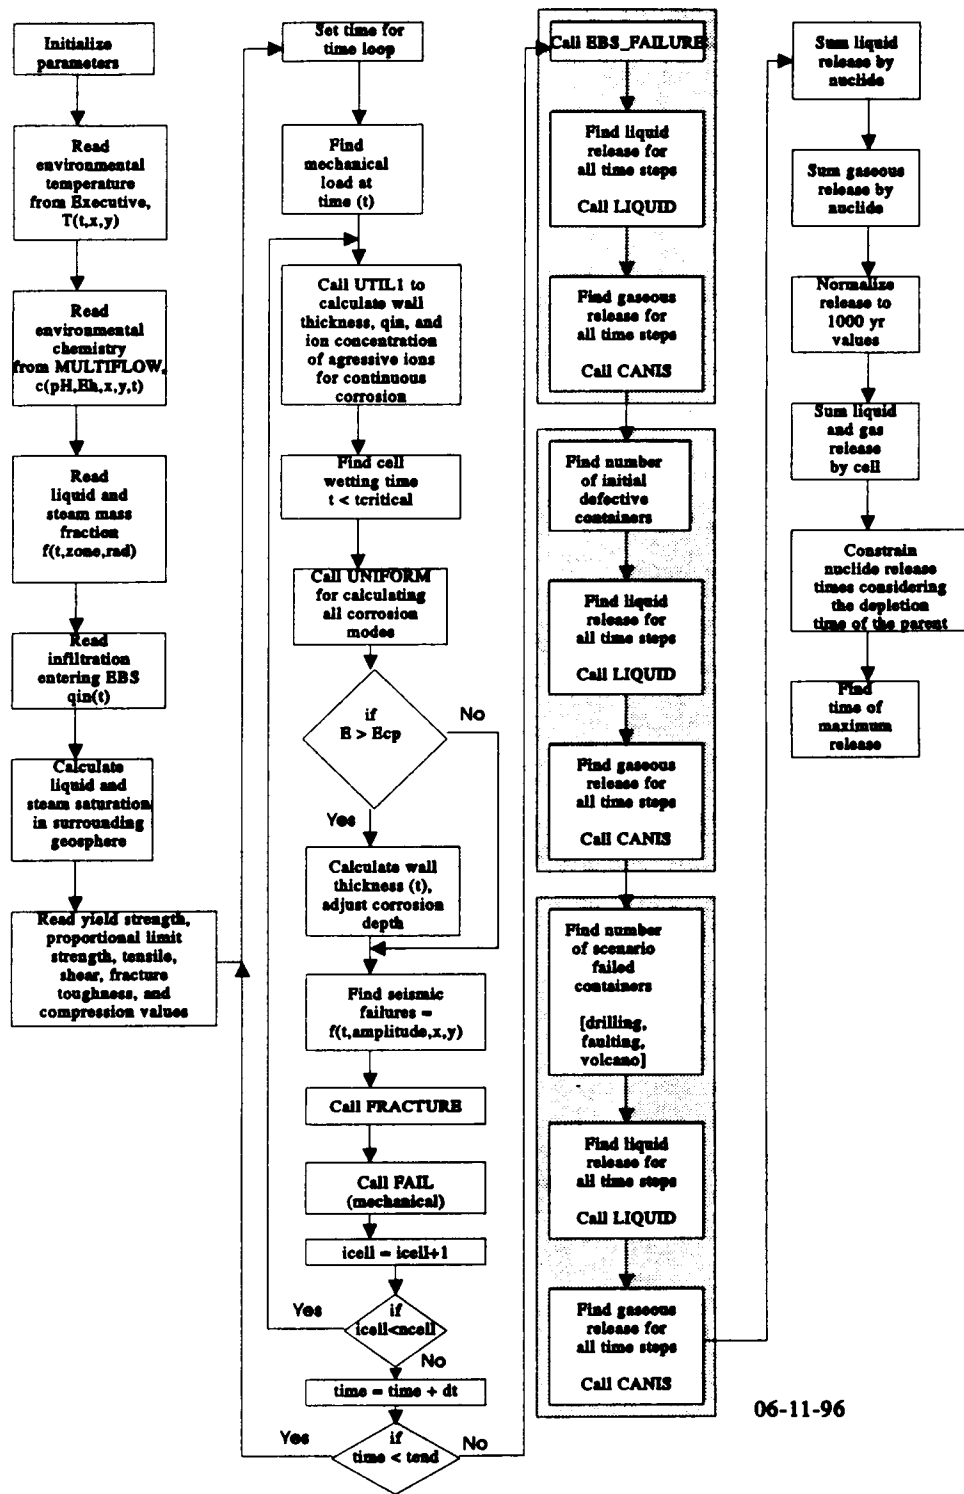 Initialize
parameters
Read
environmental
temperature
from Executive,
T(t,x,y)
Read
environmental
chemistry
from MULTIFLOW,
c(pH,Eh,x,y,t)
Read
liquid and
steam mass
fraction
f(t,zone,rad)
Read
infiltration
entering EBS
qin(t)
Calculate
liquid and
steam saturation
in surrounding
geosphere
Read yield strength,
proportional limit
strength, tensile,
shear, fracture
toughness, and
compression values
Set time for
time loop
Find
mechanical
load at
time (t)
Call UTIL1 to
calculate wall
thickness, qin, and
ion concentration
of agressive ions
for continuous
corrosion
Find cell
wetting time
t < tcritical
Call UNIFORM
for calculating
all corrosion
modes
if
E > Ecp
No
Yes
Calculate wall
thickness (t),
adjust corrosion
depth
Find seismic
failures =
f(t,amplitude,x,y)
Call FRACTURE
Call FAIL
(mechanical)
icell = icell+1
if
icell<ncell
Yes
No
time = time + dt
if
time < tend
Yes
No
Call EBS_FAILURE
Find liquid
release for
all time steps
Call LIQUID
Find gaseous
release for
all time steps
Call CANIS
Find number
of initial
defective
containers
Find liquid
release for
all time steps
Call LIQUID
Find gaseous
release for
all time steps
Call CANIS
Find number
of scenario
failed
containers
[drilling,
faulting,
volcano]
Find liquid
release for
all time steps
Call LIQUID
Find gaseous
release for
all time steps
Call CANIS
Sum liquid
release by
nuclide
Sum gaseous
release by
nuclide
Normalize
release to
1000 yr
values
Sum liquid
and gas
release
by cell
Constrain
nuclide release
times considering
the depletion
time of the parent
Find
time of
maximum
release
06-11-96